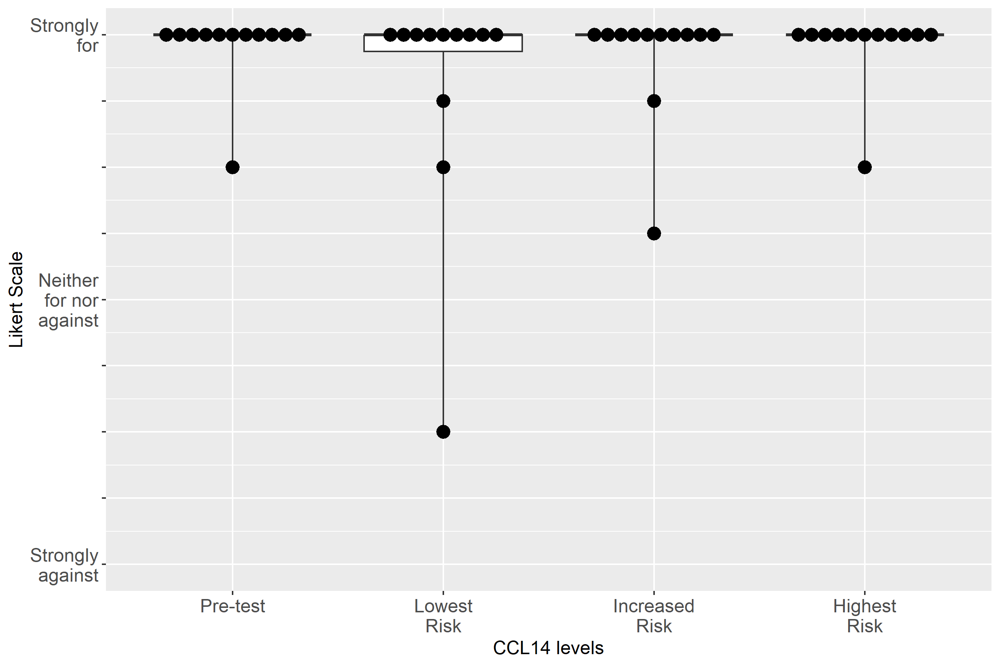 Strongly
for
Neither
for nor
against
Strongly
against
Likert Scale
Pre-test
Lowest
Risk
Increased
Risk
Highest
Risk
CCL14 levels